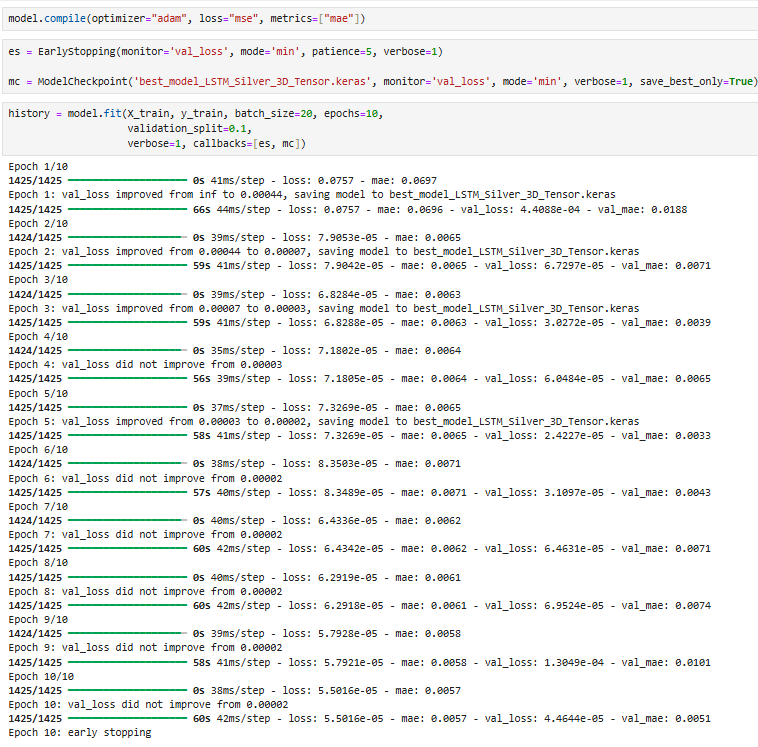 model.compile(optimizer="adam", loss="mse", metrics=["mae"])
es = EarlyStopping(monitor='val_loss', mode='min', patience=5, verbose=1)
mc = ModelCheckpoint('best_model_LSTM_Silver_3D_Tensor.keras', monitor='val_loss', mode='min', verbose=1, save_best_only=True)
history = model.fit(X_train, y_train, batch_size=20, epochs=10,
validation_split=0.1,
verbose=1, callbacks=[es, mc])
Epoch 1/10
1425/1425 0s 41ms/step - loss: 0.0757 - mae: 0.0697
Epoch 1: val_loss improved from inf to 0.00044, saving model to best_model_LSTM_Silver_3D_Tensor.keras
1425/1425 66s 44ms/step - loss: 0.0757 - mae: 0.0696 - val_loss: 4.4088e-04 - val_mae: 0.0188
Epoch 2/10
1424/1425 0s 39ms/step - loss: 7.9053e-05 - mae: 0.0065
Epoch 2: val_loss improved from 0.00044 to 0.00007, saving model to best_model_LSTM_Silver_3D_Tensor.keras
1425/1425 59s 41ms/step - loss: 7.9042e-05 - mae: 0.0065 - val_loss: 6.7297e-05 - val_mae: 0.0071
Epoch 3/10
1424/1425 0s 39ms/step - loss: 6.8284e-05 - mae: 0.0063
Epoch 3: val_loss improved from 0.00007 to 0.00003, saving model to best_model_LSTM_Silver_3D_Tensor.keras
1425/1425 59s 41ms/step - loss: 6.8288e-05 - mae: 0.0063 - val_loss: 3.0272e-05 - val_mae: 0.0039
Epoch 4/10
1424/1425 0s 35ms/step - loss: 7.1802e-05 - mae: 0.0064
Epoch 4: val_loss did not improve from 0.00003
1425/1425 56s 39ms/step - loss: 7.1805e-05 - mae: 0.0064 - val_loss: 6.0484e-05 - val_mae: 0.0065
Epoch 5/10
1425/1425 0s 37ms/step - loss: 7.3269e-05 - mae: 0.0065
Epoch 5: val_loss improved from 0.00003 to 0.00002, saving model to best_model_LSTM_Silver_3D_Tensor.keras
1425/1425 58s 41ms/step - loss: 7.3269e-05 - mae: 0.0065 - val_loss: 2.4227e-05 - val_mae: 0.0033
Epoch 6/10
1424/1425 0s 38ms/step - loss: 8.3503e-05 - mae: 0.0071
Epoch 6: val_loss did not improve from 0.00002
1425/1425 57s 40ms/step - loss: 8.3489e-05 - mae: 0.0071 - val_loss: 3.1097e-05 - val_mae: 0.0043
Epoch 7/10
1424/1425 0s 40ms/step - loss: 6.4336e-05 - mae: 0.0062
Epoch 7: val_loss did not improve from 0.00002
1425/1425 60s 42ms/step - loss: 6.4342e-05 - mae: 0.0062 - val_loss: 6.4631e-05 - val_mae: 0.0071
Epoch 8/10
1425/1425 0s 40ms/step - loss: 6.2919e-05 - mae: 0.0061
Epoch 8: val_loss did not improve from 0.00002
1425/1425 60s 42ms/step - loss: 6.2918e-05 - mae: 0.0061 - val_loss: 6.9524e-05 - val_mae: 0.0074
Epoch 9/10
1424/1425 0s 39ms/step - loss: 5.7928e-05 - mae: 0.0058
Epoch 9: val_loss did not improve from 0.00002
1425/1425 58s 41ms/step - loss: 5.7921e-05 - mae: 0.0058 - val_loss: 1.3049e-04 - val_mae: 0.0101
Epoch 10/10
1425/1425 0s 38ms/step - loss: 5.5016e-05 - mae: 0.0057
Epoch 10: val_loss did not improve from 0.00002
1425/1425 60s 42ms/step - loss: 5.5016e-05 - mae: 0.0057 - val_loss: 4.4644e-05 - val_mae: 0.0051
Epoch 10: early stopping